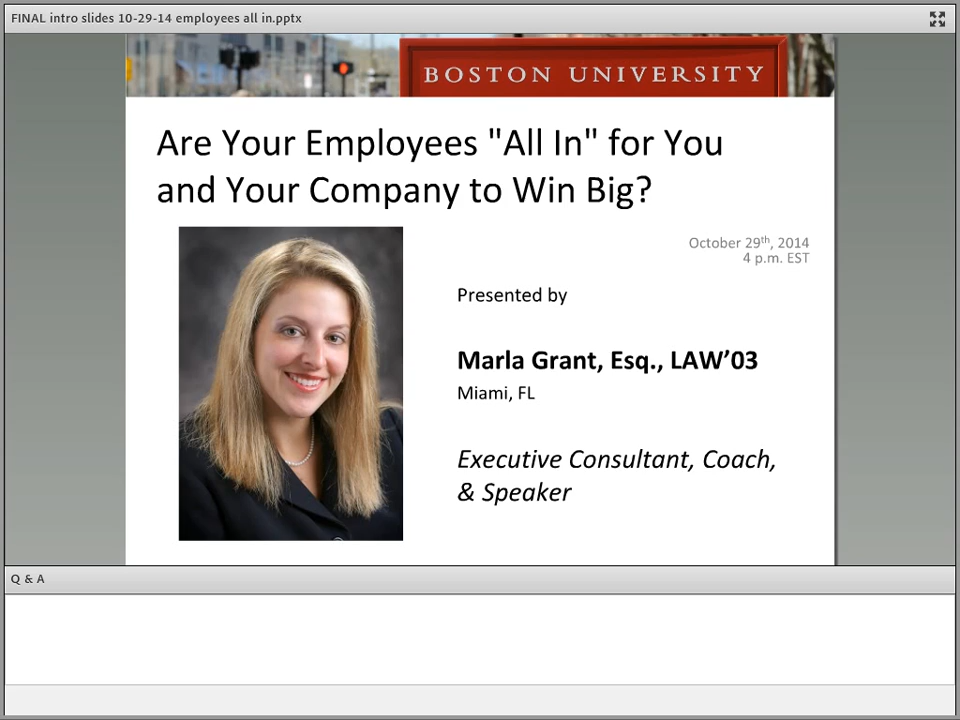 FINAL intro slides 10-29-14 employees all in.pptx
BOSTON UNIVERSITY
Are Your Employees "All In" for You
and Your Company to Win Big?
October 29th, 2014
4 p.m. EST
Presented by
Marla Grant, Esq., LAW’03
Miami, FL
Executive Consultant, Coach,
& Speaker
Q & A